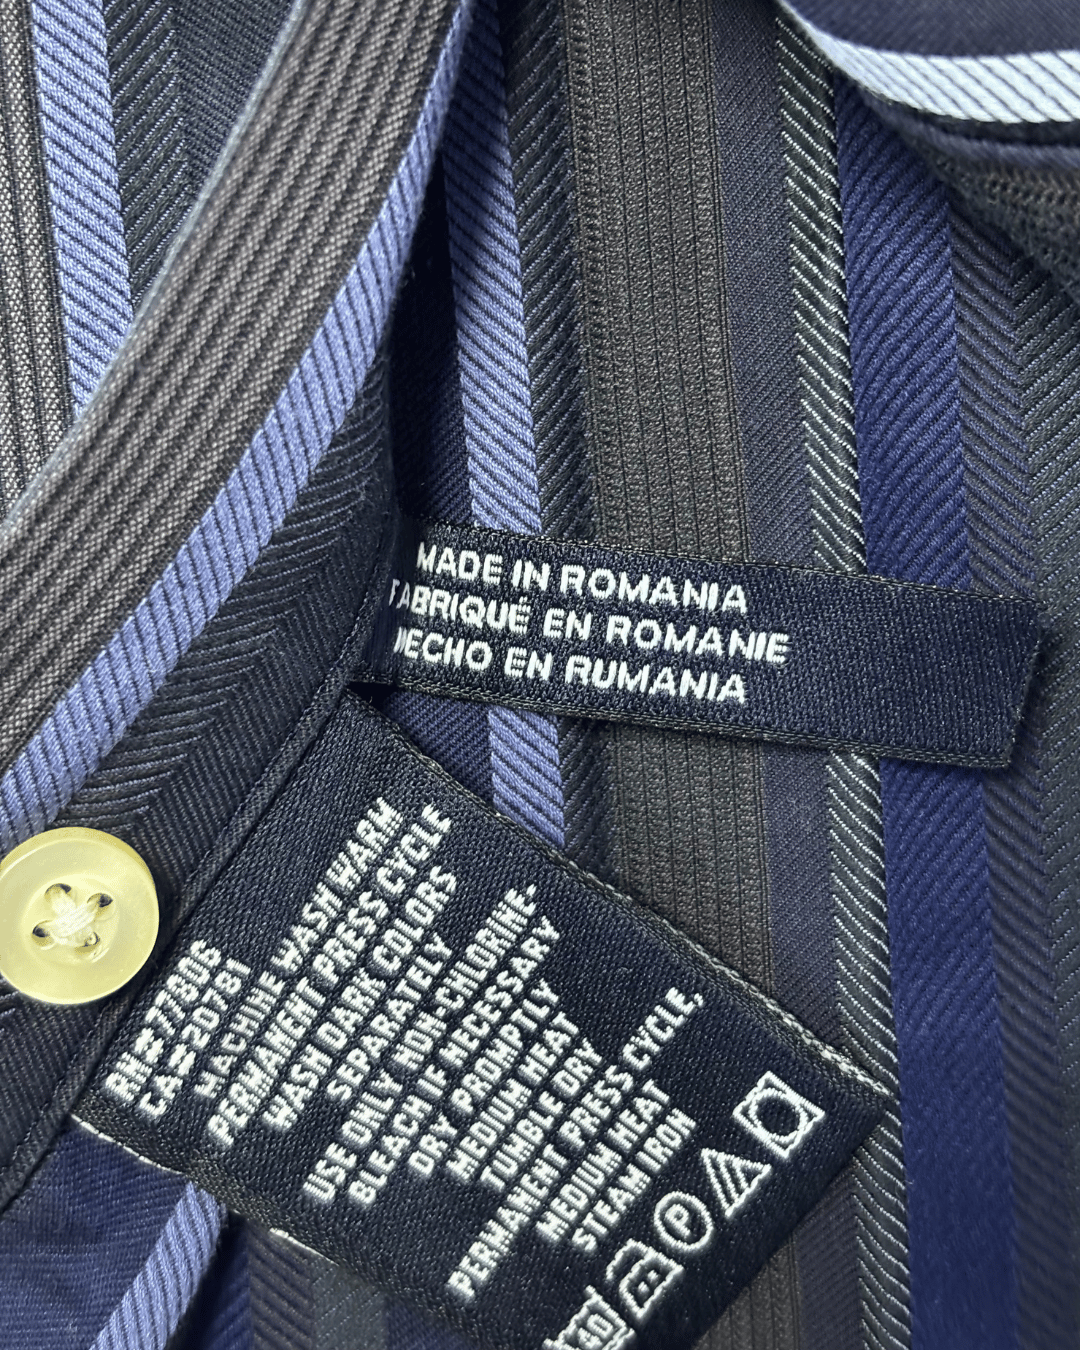 MADE IN ROMANIA
FABRIQUÉ EN ROMANIE
HECHO EN RUMANIA
RN≡77806
CA≡20781
MACHINE WASH WARM
PERMANENT PRESS CYCLE
WASH DARK COLORS
SEPARATELY
USE ONLY NON-CHLORINE
BLEACH IF NECESSARY
DRY PROMPTLY
MEDIUM HEAT
TUMBLE DRY
PERMANENT PRESS CYCLE,
MEDIUM HEAT
STEAM IRON
40
P